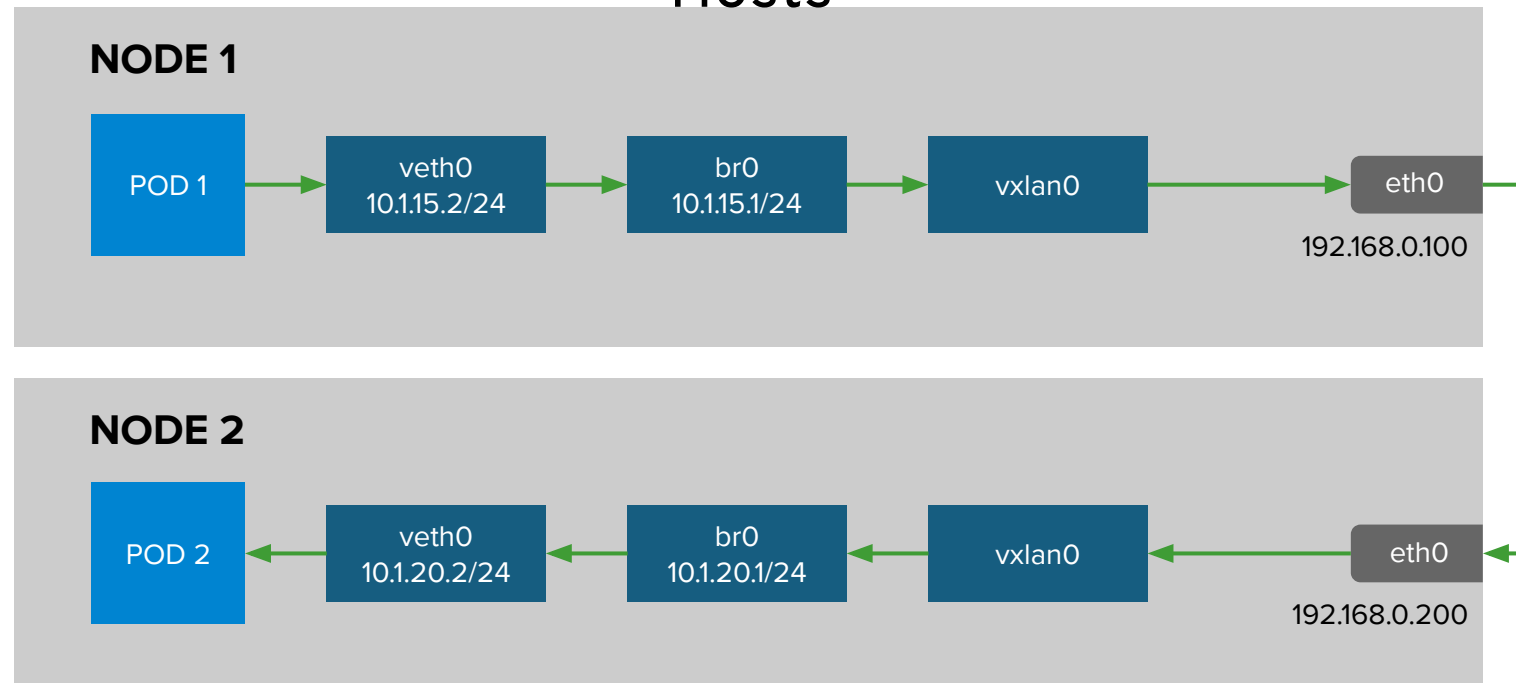 Hosts
NODE 1
POD 1
veth0
10.1.15.2/24
br0
10.1.15.1/24
vxlan0
eth0
192.168.0.100
NODE 2
POD 2
veth0
10.1.20.2/24
br0
10.1.20.1/24
vxlan0
eth0
192.168.0.200